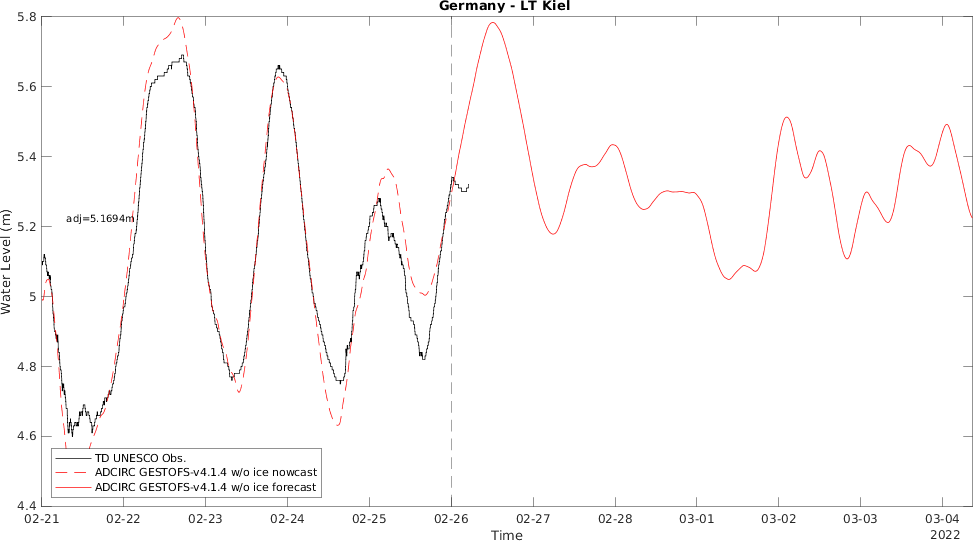 Germany - LT Kiel
5.8
5.6
5.4
5.2
5
4.8
4.6
4.4
Water Level (m)
adj=5.1694m
TD UNESCO Obs.
ADCIRC GESTOFS-v4.1.4 w/o ice nowcast
ADCIRC GESTOFS-v4.1.4 w/o ice forecast
02-21 02-22 02-23 02-24 02-25 02-26 02-27 02-28 03-01 03-02 03-03 03-04
Time
2022